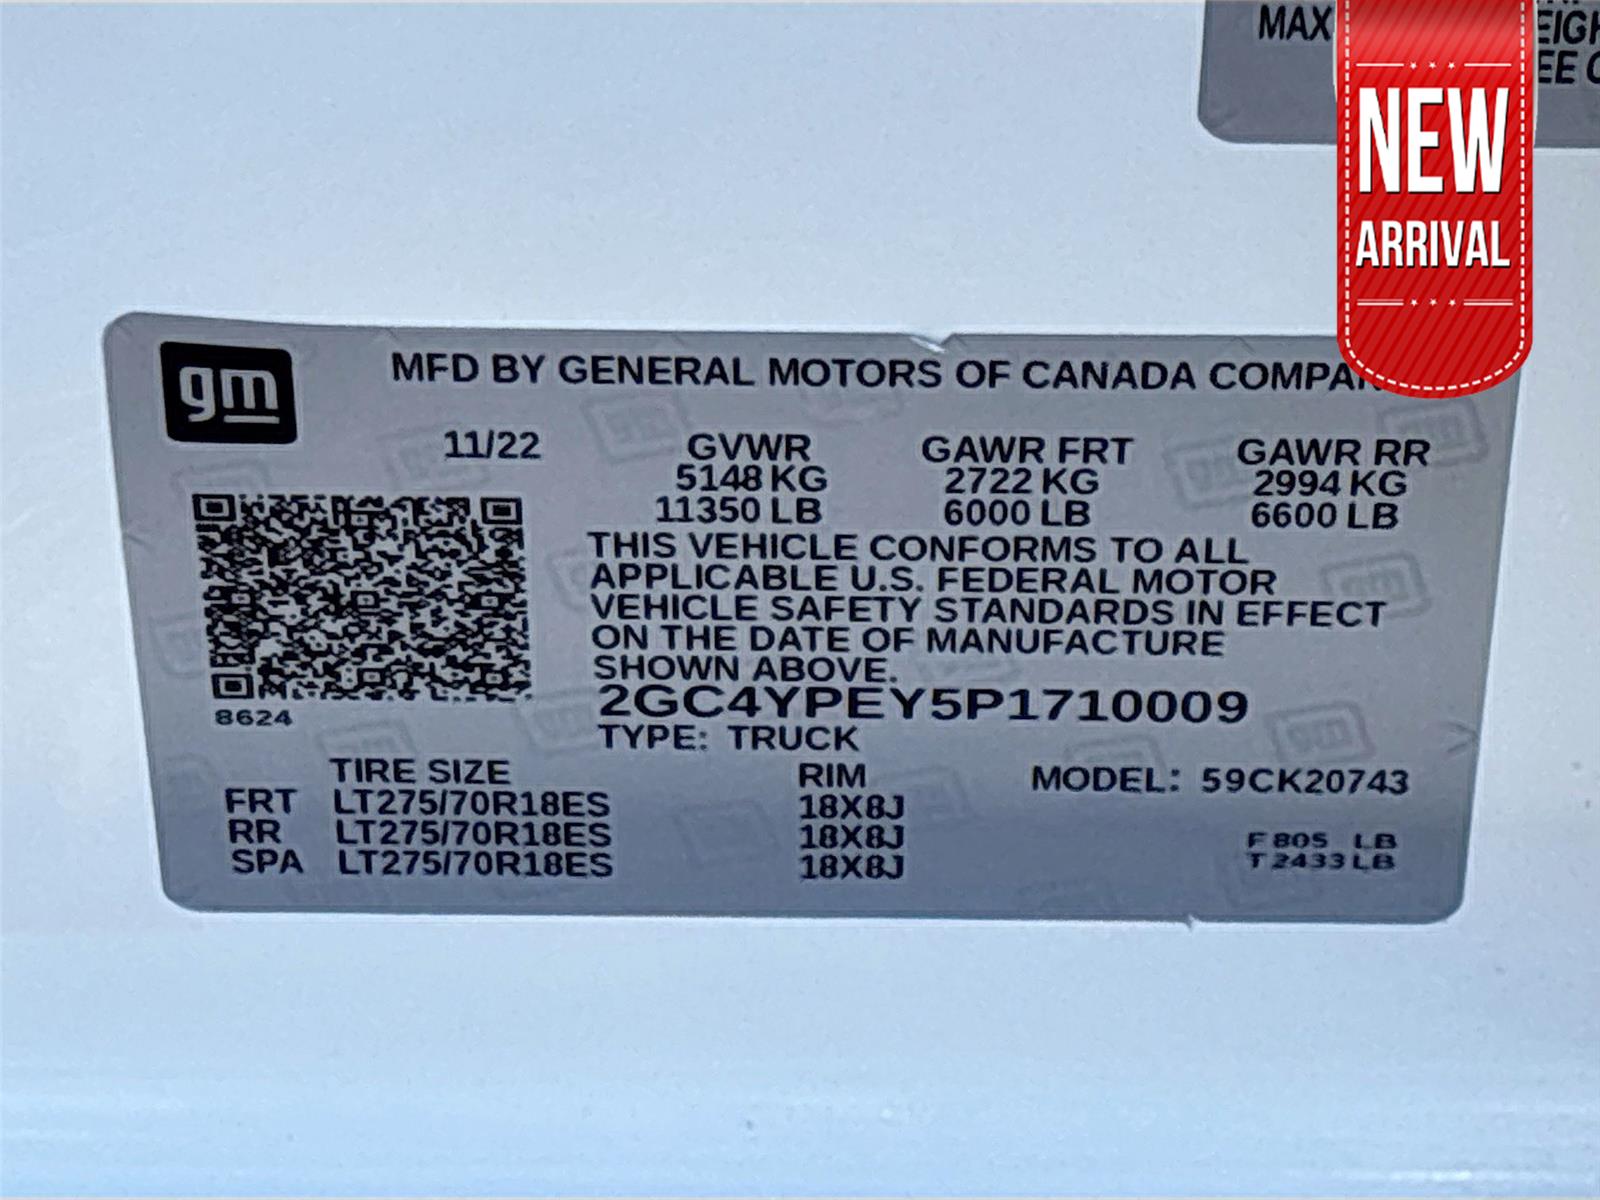 MAX
EE
NEW
ARRIVAL
gm
MFD BY GENERAL MOTORS OF CANADA
11/22
GVWR GAWR FRT GAWR RR
5148 KG 2722 KG 2994 KG
11350 LB 6000 LB 6600 LB
THIS VEHICLE CONFORMS TO ALL
APPLICABLE U.S. FEDERAL MOTOR
VEHICLE SAFETY STANDARDS IN EFFECT
ON THE DATE OF MANUFACTURE
SHOWN ABOVE.
2GC4YPEY5P1710009
8624
TYPE: TRUCK
TIRE SIZE RIM MODEL: 59CK20743
FRT LT275/70R18ES 18X8J
RR LT275/70R18ES 18X8J
SPA LT275/70R18ES 18X8J
F 805 LB
T 2433 LB